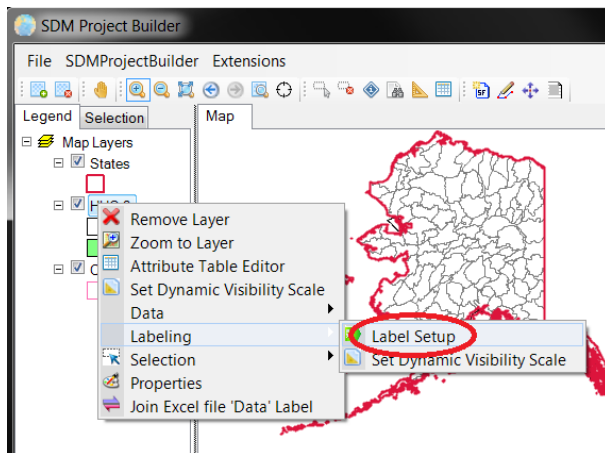 SDM Project Builder
File SDMProjectBuilder Extensions
Legend Selection Map
Map Layers
States
Remove Layer
Zoom to Layer
Attribute Table Editor
Set Dynamic Visibility Scale
Data
Labeling
Label Setup
Selection
Set Dynamic Visibility Scale
Properties
Join Excel file 'Data' Label